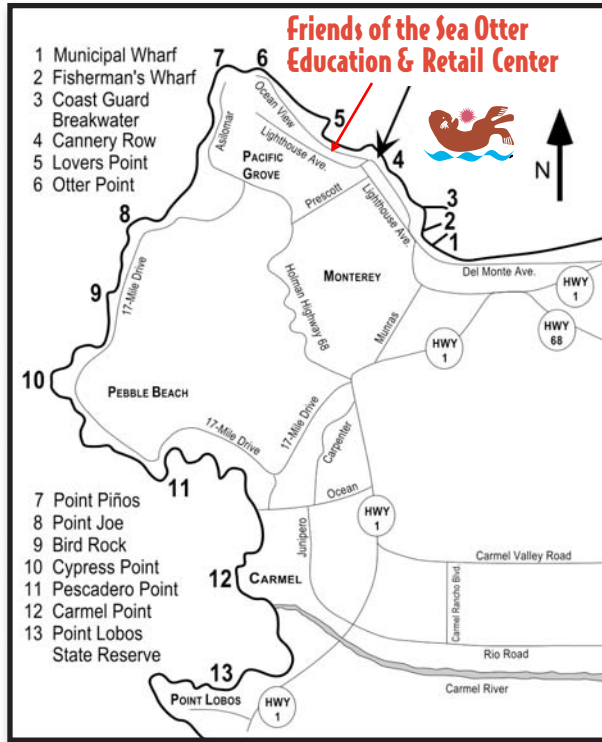 Friends of the Sea Otter
Education & Retail Center
1 Municipal Wharf
2 Fisherman's Wharf
3 Coast Guard
Breakwater
4 Cannery Row
5 Lovers Point
6 Otter Point
7
6
5
4
3
2
1
N
Ocean View
Asilomar
Lighthouse Ave.
PACIFIC
GROVE
Prescott
Lighthouse Ave.
Del Monte Ave.
HWY
1
HWY
68
HWY
1
MONTEREY
Munras
Holman Highway 68
8
17-Mile Drive
9
10
PEBBLE BEACH
17-Mile Drive
17-Mile Drive
Carpenter
11
Ocean
HWY
1
7 Point Piños
8 Point Joe
9 Bird Rock
10 Cypress Point
11 Pescadero Point
12 Carmel Point
13 Point Lobos
State Reserve
Junipero
12
CARMEL
Carmel Valley Road
Carmel Rancho Blvd.
Rio Road
Carmel River
13
POINT LOBOS
HWY
1